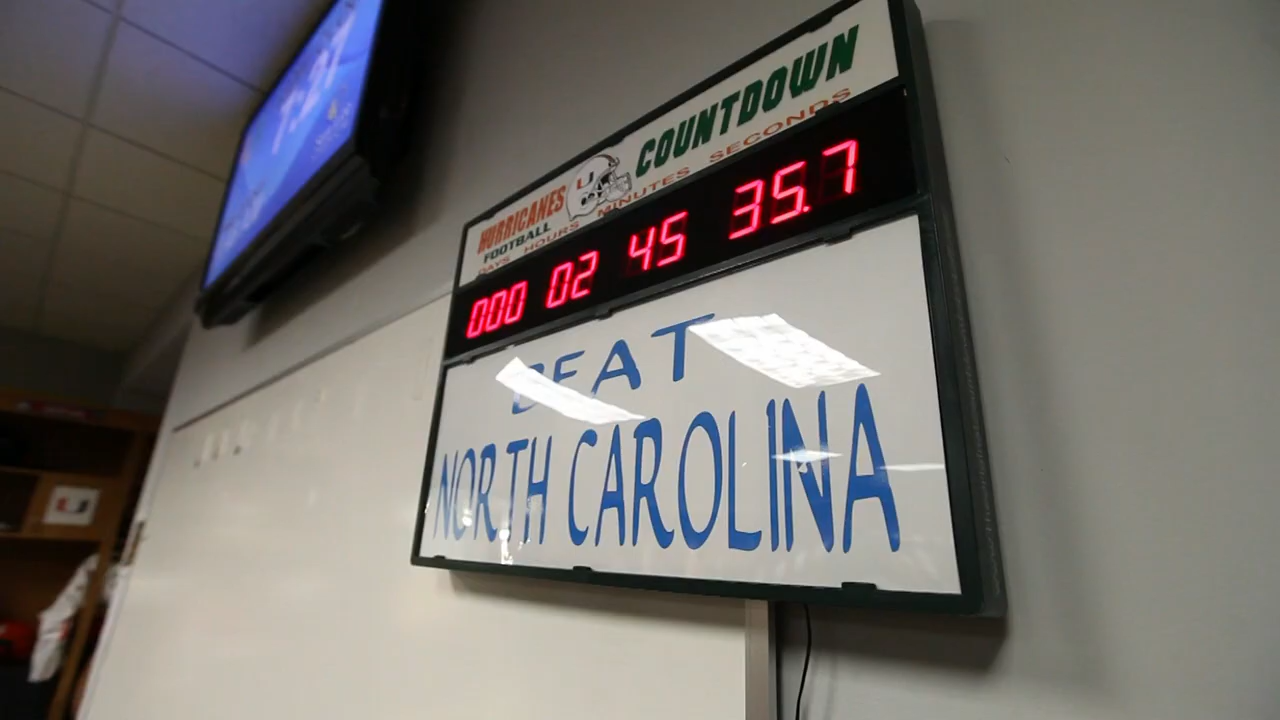 HURRICANES
FOOTBALL
U
COUNTDOWN
DAYS HOURS MINUTES SECONDS
000 02 45 35.7
BEAT
NORTH CAROLINA
U